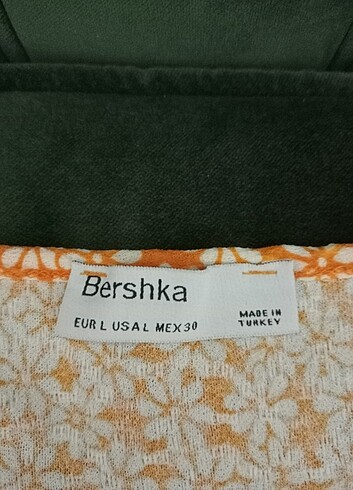 Bershka
EUR L USA L MEX 30
MADE IN
TURKEY